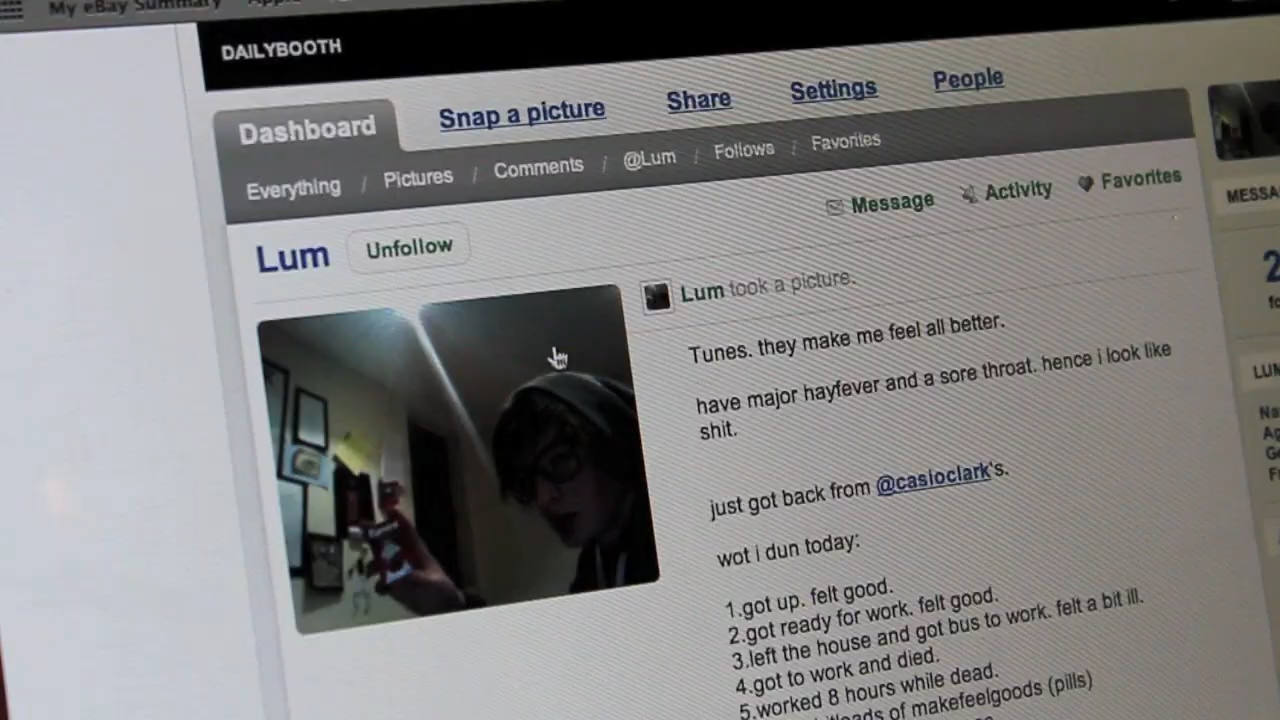 My eBay Summary
DAILYBOOTH
Dashboard Snap a picture Share Settings People
Everything / Pictures / Comments / @Lum / Follows / Favorites
Message Activity Favorites
MESSA
Lum Unfollow
2
Lum took a picture.
Tunes. they make me feel all better.
have major hayfever and a sore throat. hence i look like
shit.
LUM
just got back from @casioclark's.
wot i dun today:
1.got up. felt good.
2.got ready for work. felt good.
3.left the house and got bus to work. felt a bit ill.
4.got to work and died.
5.worked 8 hours while dead.
of makefeelgoods (pills)